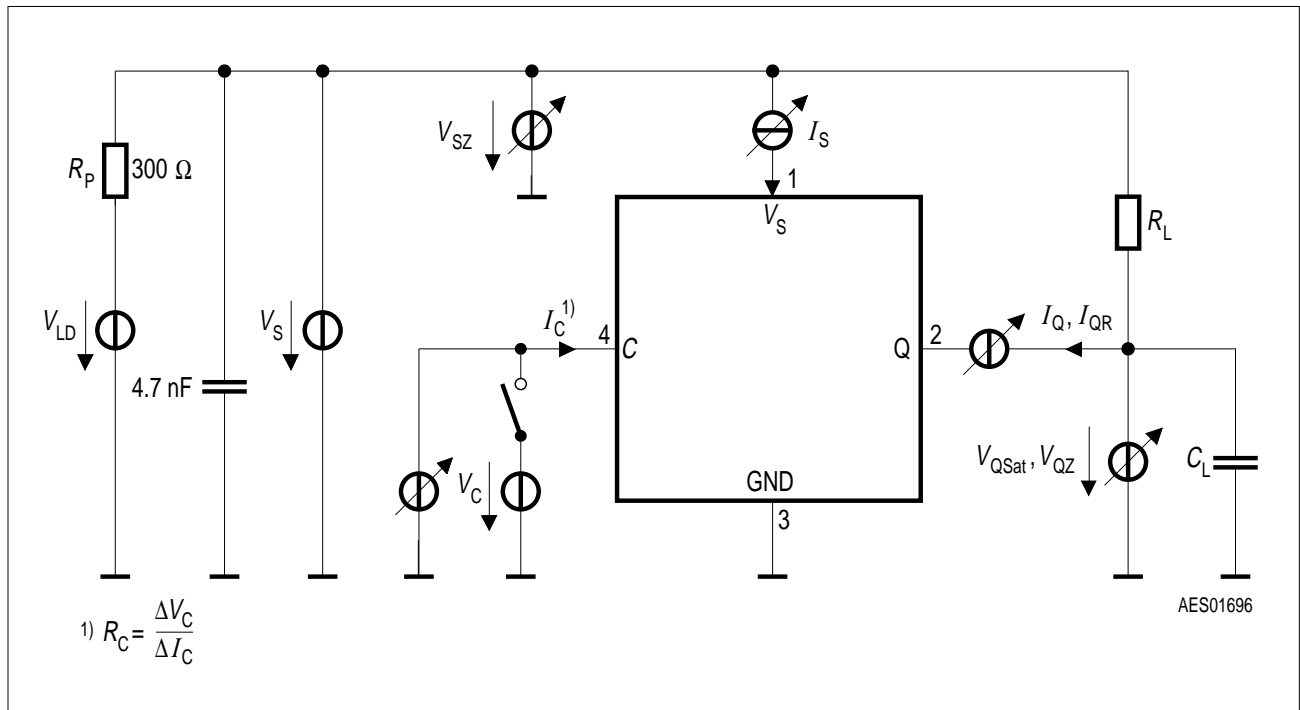 V_SZ
I_S
R_P 300 Ω
1
V_S
R_L
V_LD
V_S
I_C^1)
4 C
Q 2
I_Q, I_QR
4.7 nF
V_C
V_QSat, V_QZ
C_L
GND
3
AES01696
1) R_C = ΔV_C / ΔI_C